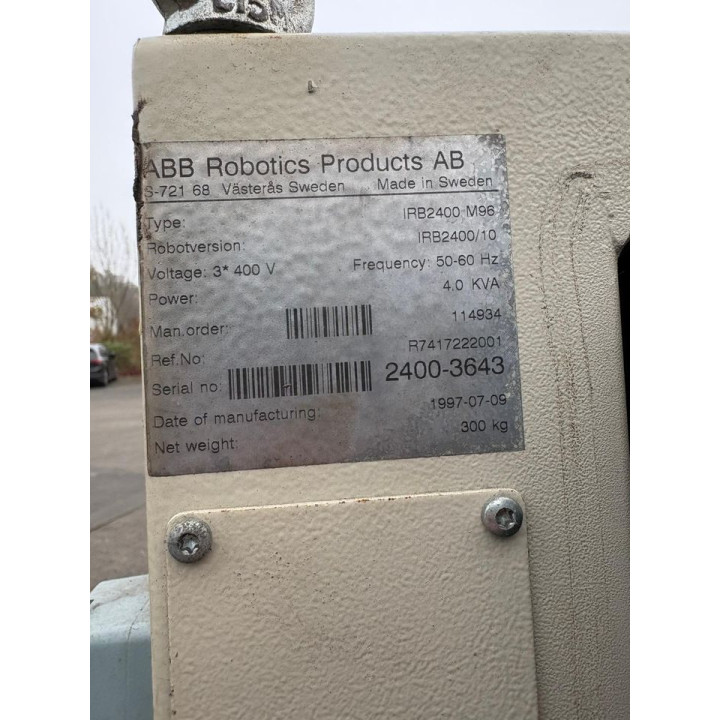 ABB Robotics Products AB
S-721 68 Västerås Sweden Made in Sweden
Type: IRB2400 M96
Robotversion: IRB2400/10
Voltage: 3* 400 V Frequency: 50-60 Hz
Power: 4.0 KVA
Man.order: 114934
Ref.No: R7417222001
Serial no: 2400-3643
Date of manufacturing: 1997-07-09
Net weight: 300 kg